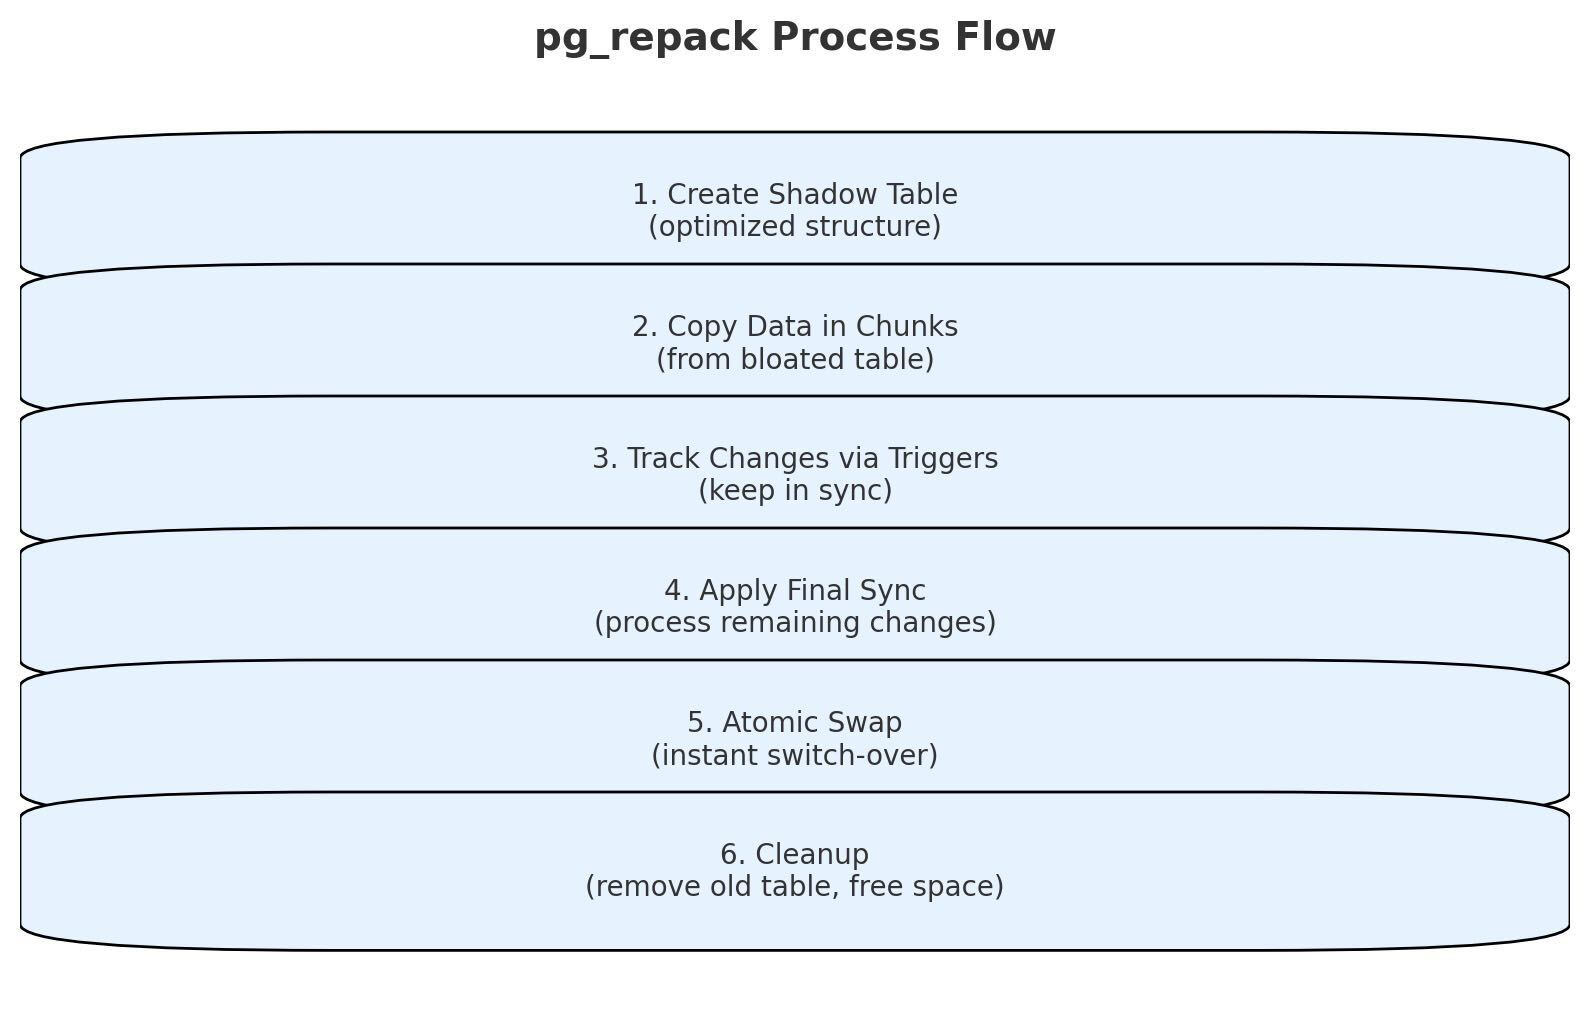 pg_repack Process Flow
1. Create Shadow Table
(optimized structure)
2. Copy Data in Chunks
(from bloated table)
3. Track Changes via Triggers
(keep in sync)
4. Apply Final Sync
(process remaining changes)
5. Atomic Swap
(instant switch-over)
6. Cleanup
(remove old table, free space)